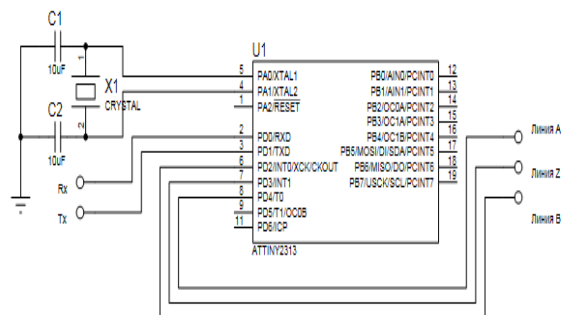 C1
10uF
1
X1
CRYSTAL
2
C2
10uF
Rx
Tx
U1
5 PA0/XTAL1 PB0/AIN0/PCINT0 12
4 PA1/XTAL2 PB1/AIN1/PCINT1 13
1 PA2/RESET PB2/OC0A/PCINT2 14
PB3/OC1A/PCINT3 15
2 PD0/RXD PB4/OC1B/PCINT4 16
3 PD1/TXD PB5/MOSI/DI/SDA/PCINT5 17
6 PD2/INT0/XCK/CKOUT PB6/MISO/DO/PCINT6 18
7 PD3/INT1 PB7/USCK/SCL/PCINT7 19
8 PD4/T0
9 PD5/T1/OC0B
11 PD6/ICP
ATTINY2313
Линия A
Линия Z
Линия B